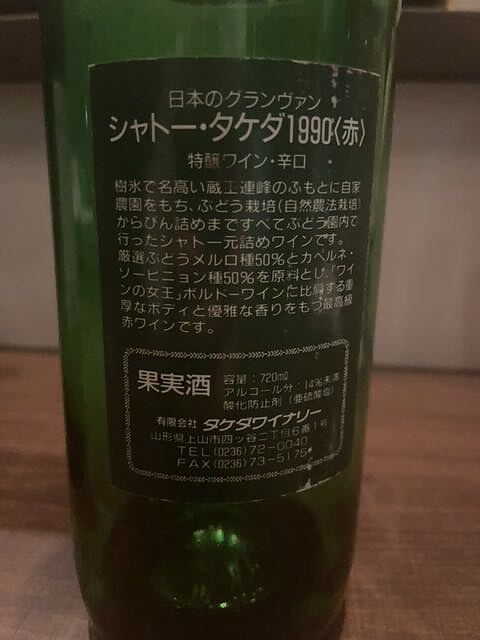 日本のグランヴァン
シャトー・タケダ1990〈赤〉
特醸ワイン・辛口
樹氷で名高い蔵王連峰のふもとに自家
農園をもち、ぶどう栽培(自然農法栽培)
からびん詰めまですべてぶどう園内で
行ったシャトー元詰めワインです。
厳選ぶどうメルロ種50%とカベルネ・
ソービニョン種50%を原料とし「ワイ
ンの女王」ボルドーワインに比肩する重
厚なボディと優雅な香りをもつ最高級
赤ワインです。
果実酒
容量:720mℓ
アルコール分:14%未満
酸化防止剤(亜硫酸塩)
有限会社 タケダワイナリー
山形県上山市四ツ谷二丁目6番1号
TEL(0236)72-0040
FAX(0236)73-5175